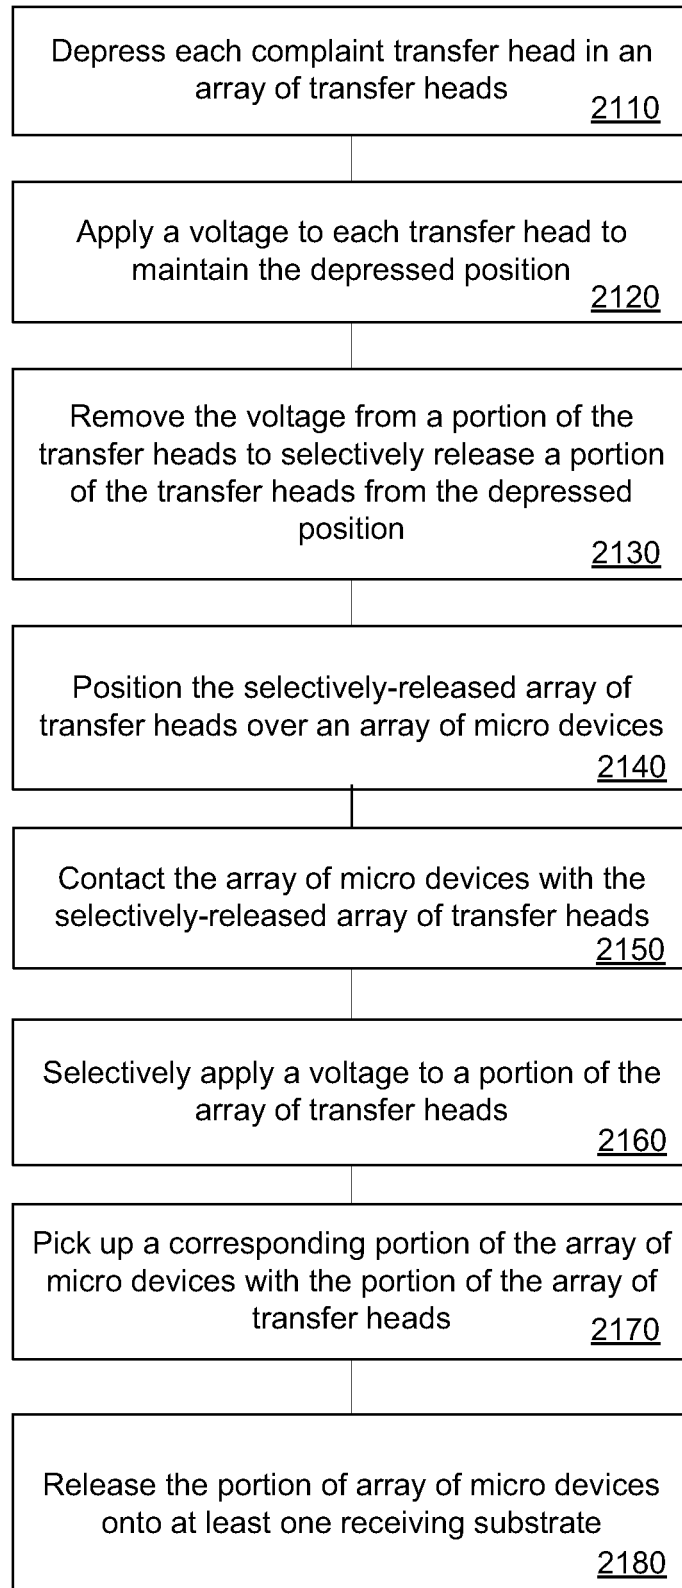 Depress each complaint transfer head in an
array of transfer heads
2110
Apply a voltage to each transfer head to
maintain the depressed position
2120
Remove the voltage from a portion of the
transfer heads to selectively release a portion
of the transfer heads from the depressed
position
2130
Position the selectively-released array of
transfer heads over an array of micro devices
2140
Contact the array of micro devices with the
selectively-released array of transfer heads
2150
Selectively apply a voltage to a portion of the
array of transfer heads
2160
Pick up a corresponding portion of the array of
micro devices with the portion of the array of
transfer heads
2170
Release the portion of array of micro devices
onto at least one receiving substrate
2180